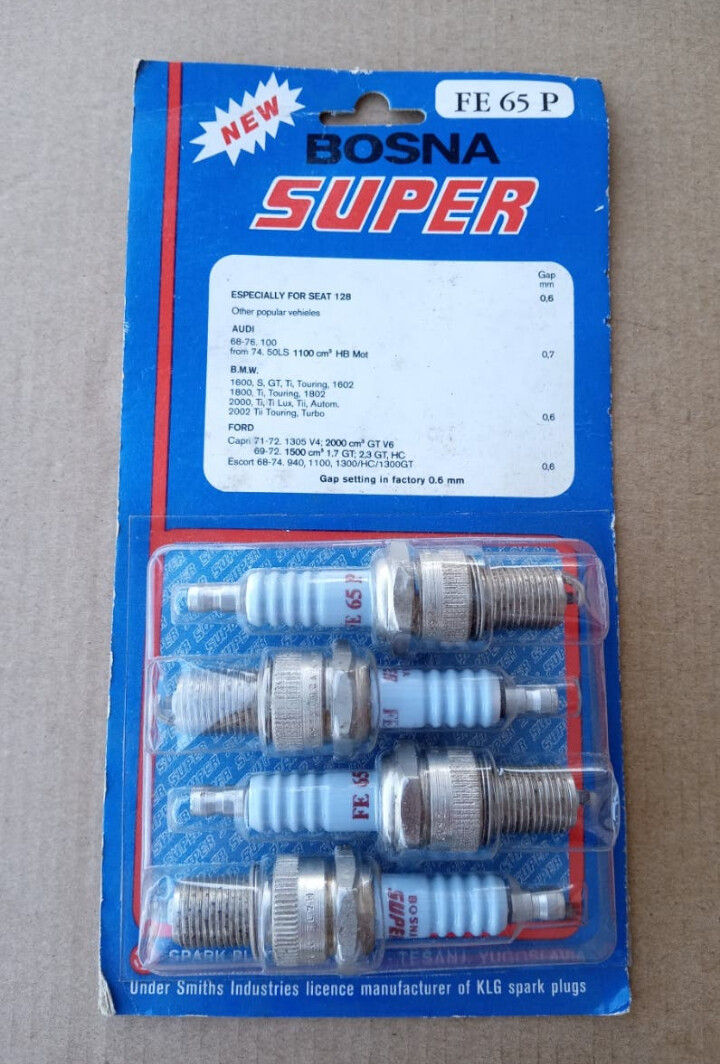 NEW
FE 65 P
BOSNA
SUPER
Gap
mm
ESPECIALLY FOR SEAT 128 0,6
Other popular vehieles
AUDI
68-76. 100
from 74. 50LS 1100 cm³ HB Mot 0,7
B.M.W.
1600, S, GT, Ti, Touring, 1602
1800, Ti, Touring, 1802
2000, Ti, Ti Lux, Tii, Autom.
2002 Tii Touring, Turbo 0,6
FORD
Capri 71-72. 1305 V4; 2000 cm³ GT V6
69-72. 1500 cm³ 1,7 GT; 2,3 GT, HC
Escort 68-74. 940, 1100, 1300/HC/1300GT 0,6
Gap setting in factory 0.6 mm
FE 65 P
FE
FE 65
BOSN
SUPE
SPARK PL TESANJ YUGOSLAVIA
Under Smiths Industries licence manufacturer of KLG spark plugs